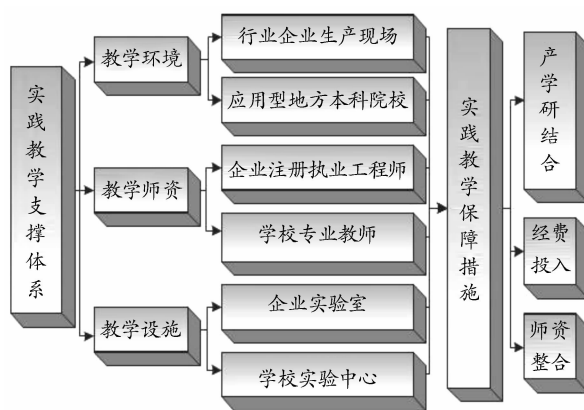 实践教学支撑体系
教学环境
教学师资
教学设施
行业企业生产现场
应用型地方本科院校
企业注册执业工程师
学校专业教师
企业实验室
学校实验中心
实践教学保障措施
产学研结合
经费
投入
师资
整合